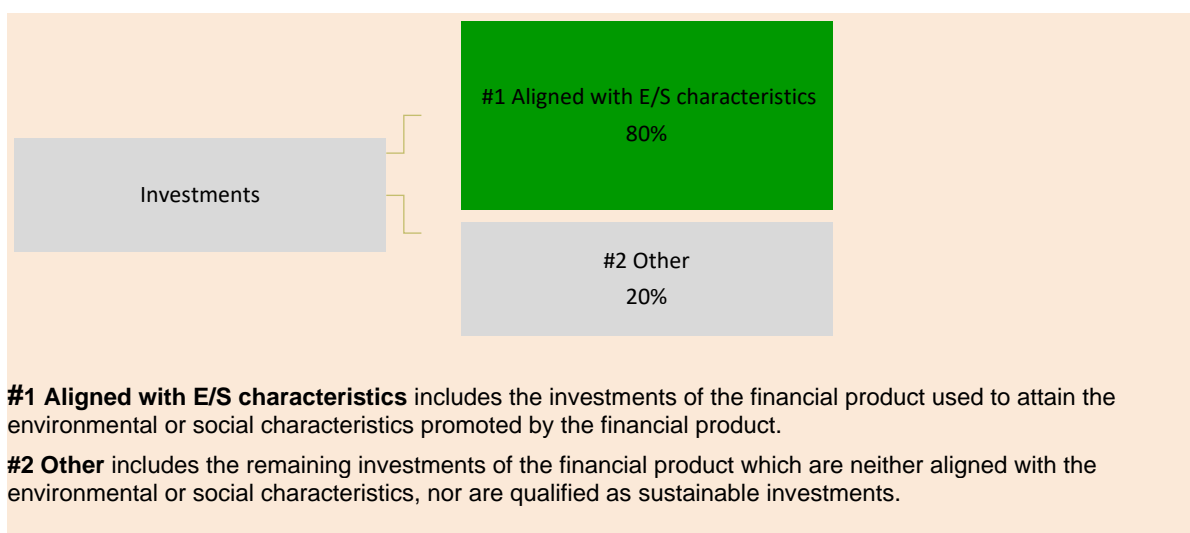 #1 Aligned with E/S characteristics
80%
Investments
#2 Other
20%
#1 Aligned with E/S characteristics includes the investments of the financial product used to attain the
environmental or social characteristics promoted by the financial product.
#2 Other includes the remaining investments of the financial product which are neither aligned with the
environmental or social characteristics, nor are qualified as sustainable investments.